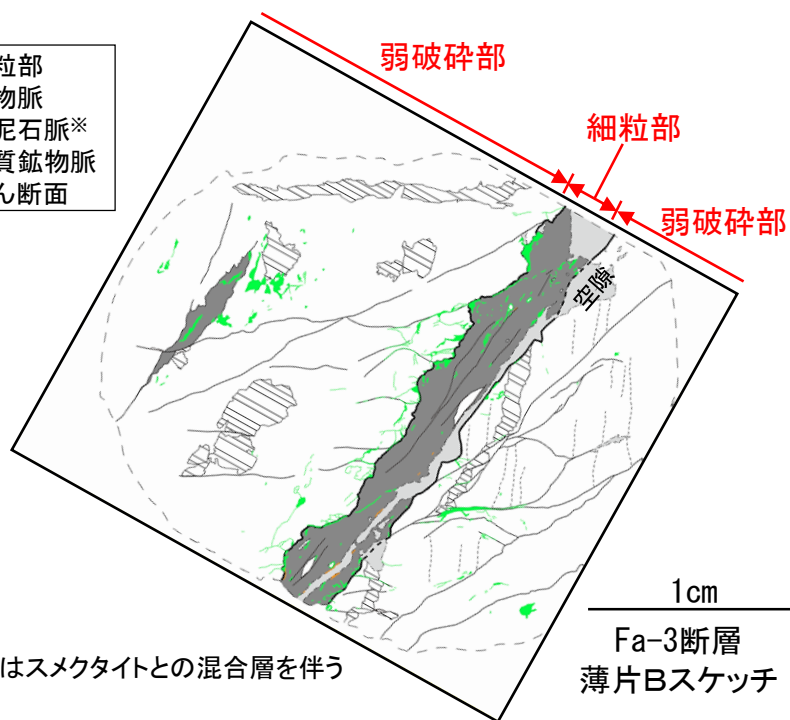 粒部
物脈
泥石脈※
質鉱物脈
ん断面
弱破砕部
細粒部
弱破砕部
空隙
1cm
Fa-3断層
薄片Bスケッチ
はスメクタイトとの混合層を伴う